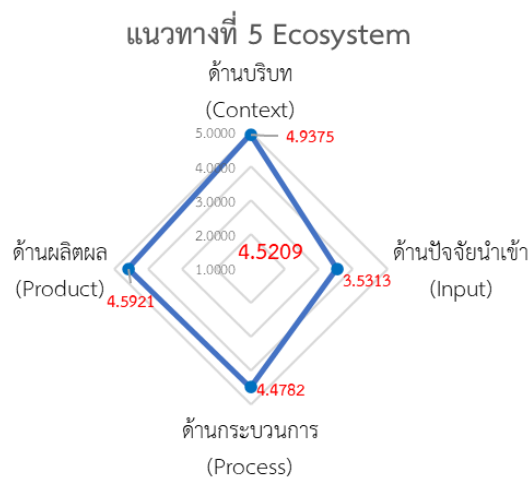 แนวทางที่ 5 Ecosystem
ด้านบริบท
(Context)
5.0000
4.9375
4.0000
3.0000
2.0000
4.5209
1.0000
ด้านผลิตผล
(Product)
4.5921
ด้านปัจจัยนำเข้า
(Input)
3.5313
4.4782
ด้านกระบวนการ
(Process)